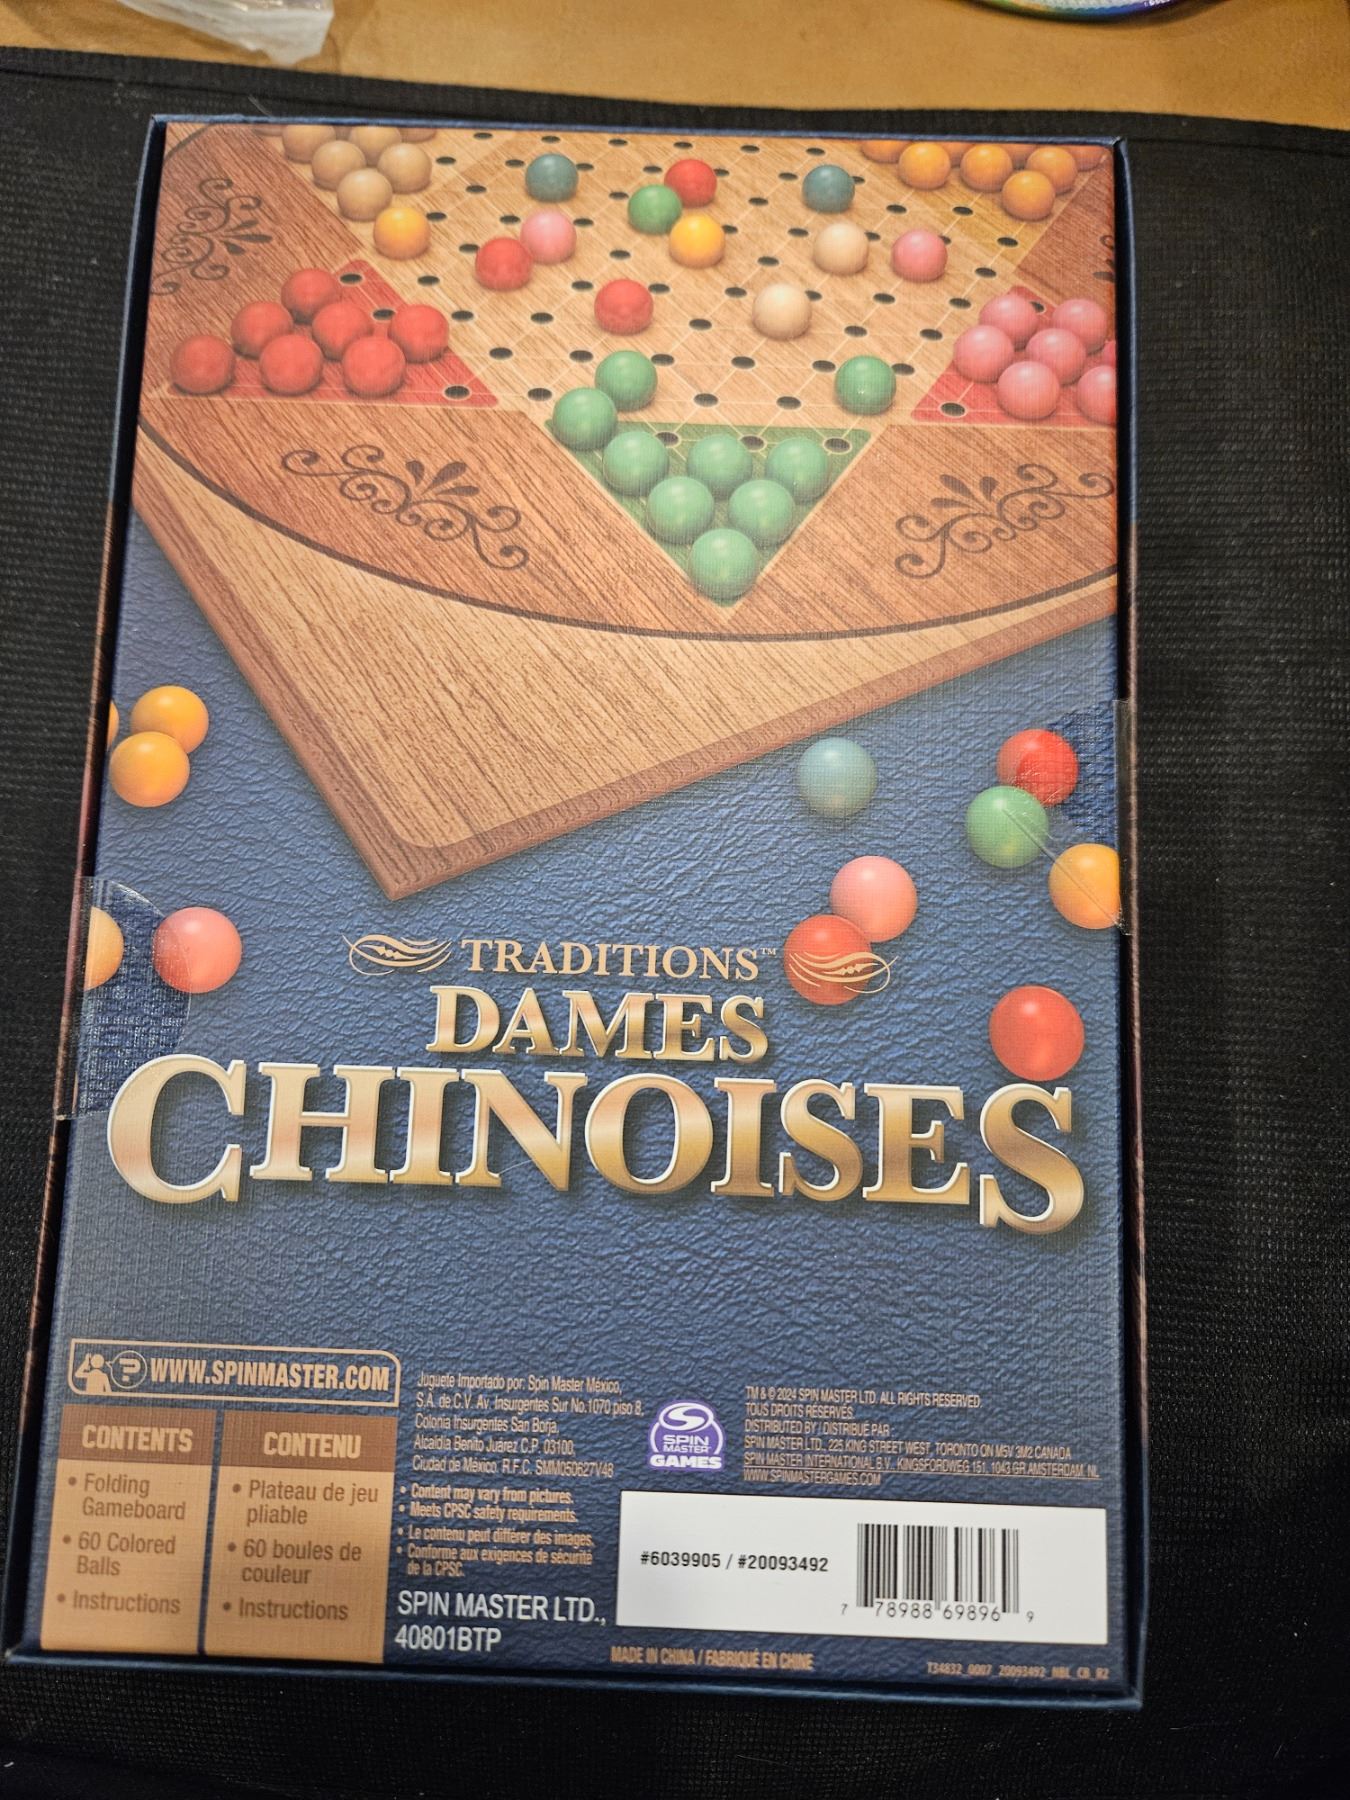 TRADITIONS™
DAMES
CHINOISES
WWW.SPINMASTER.COM
CONTENTS
• Folding
Gameboard
• 60 Colored
Balls
• Instructions
CONTENU
• Plateau de jeu
pliable
• 60 boules de
couleur
• Instructions
Juguete Importado por: Spin Master México,
S.A. de C.V. Av. Insurgentes Sur No.1070 piso 8,
Colonia Insurgentes San Borja,
Alcaldía Benito Juárez C.P. 03100,
Ciudad de México. R.F.C. SMM050627V48
• Content may vary from pictures.
• Meets CPSC safety requirements.
• Le contenu peut différer des images.
• Conforme aux exigences de sécurité
de la CPSC.
SPIN MASTER LTD.,
40801BTP
SPIN
MASTER
GAMES
TM & © 2024 SPIN MASTER LTD. ALL RIGHTS RESERVED.
TOUS DROITS RÉSERVÉS.
DISTRIBUTED BY / DISTRIBUÉ PAR :
SPIN MASTER LTD., 225 KING STREET WEST, TORONTO ON M5V 3M2 CANADA
SPIN MASTER INTERNATIONAL B.V., KINGSFORDWEG 151, 1043 GR AMSTERDAM, NL
WWW.SPINMASTERGAMES.COM
#6039905 / #20093492
7 78988 69896 9
MADE IN CHINA / FABRIQUÉ EN CHINE
T34832_0007_20093492_NBL_CB_R2